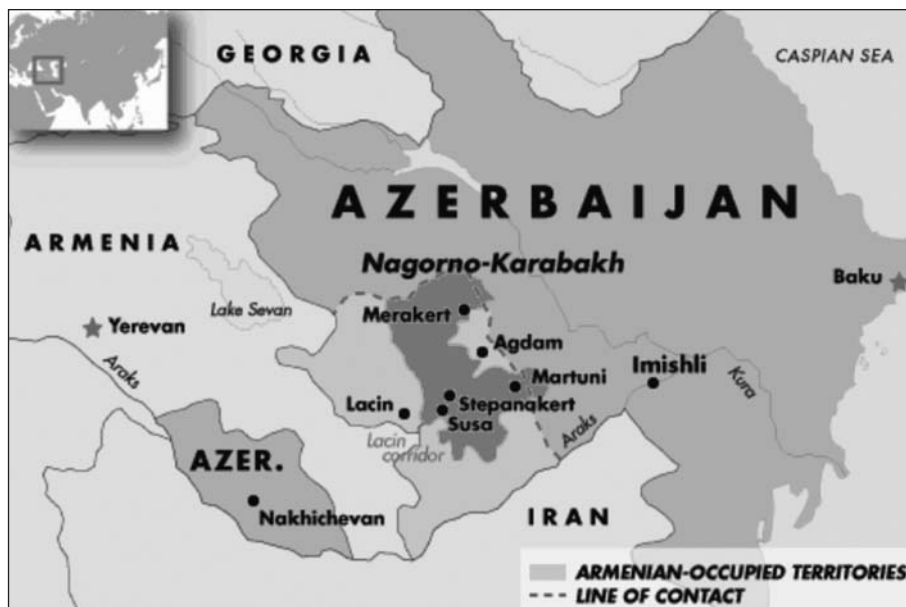 GEORGIA
CASPIAN SEA
AZERBAIJAN
ARMENIA
Nagorno-Karabakh
Baku
Lake Sevan
Merakert
Yerevan
Agdam
Araks
Martuni
Imishli
Kura
Lacin
Stepanakert
Susa
Araks
Lacin
corridor
AZER.
Nakhichevan
IRAN
ARMENIAN-OCCUPIED TERRITORIES
LINE OF CONTACT